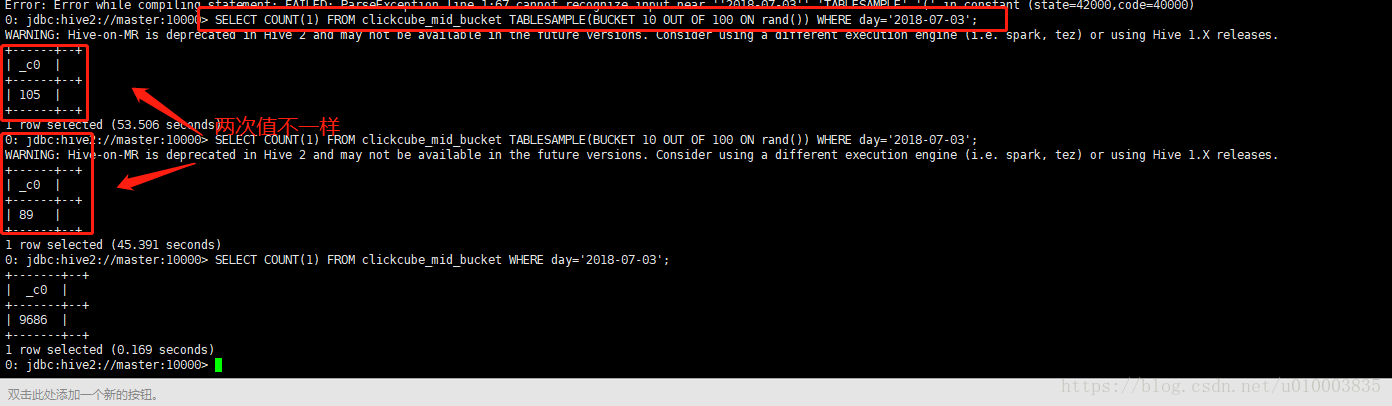 Error: Error while compiling statement: FAILED: ParseException line 1:67 cannot recognize input near ''2018-07-03'' 'TABLESAMPLE' '(' in constant (state=42000,code=40000)
0: jdbc:hive2://master:10000> SELECT COUNT(1) FROM clickcube_mid_bucket TABLESAMPLE(BUCKET 10 OUT OF 100 ON rand()) WHERE day='2018-07-03';
WARNING: Hive-on-MR is deprecated in Hive 2 and may not be available in the future versions. Consider using a different execution engine (i.e. spark, tez) or using Hive 1.X releases.
+------+--+
| _c0  |
+------+--+
| 105  |
+------+--+
1 row selected (53.506 seconds)
两次值不一样
0: jdbc:hive2://master:10000> SELECT COUNT(1) FROM clickcube_mid_bucket TABLESAMPLE(BUCKET 10 OUT OF 100 ON rand()) WHERE day='2018-07-03';
WARNING: Hive-on-MR is deprecated in Hive 2 and may not be available in the future versions. Consider using a different execution engine (i.e. spark, tez) or using Hive 1.X releases.
+------+--+
| _c0  |
+------+--+
| 89   |
+------+--+
1 row selected (45.391 seconds)
0: jdbc:hive2://master:10000> SELECT COUNT(1) FROM clickcube_mid_bucket WHERE day='2018-07-03';
+-------+--+
|  _c0  |
+-------+--+
| 9686  |
+-------+--+
1 row selected (0.169 seconds)
0: jdbc:hive2://master:10000>
双击此处添加一个新的按钮。
https://blog.csdn.net/u010003835